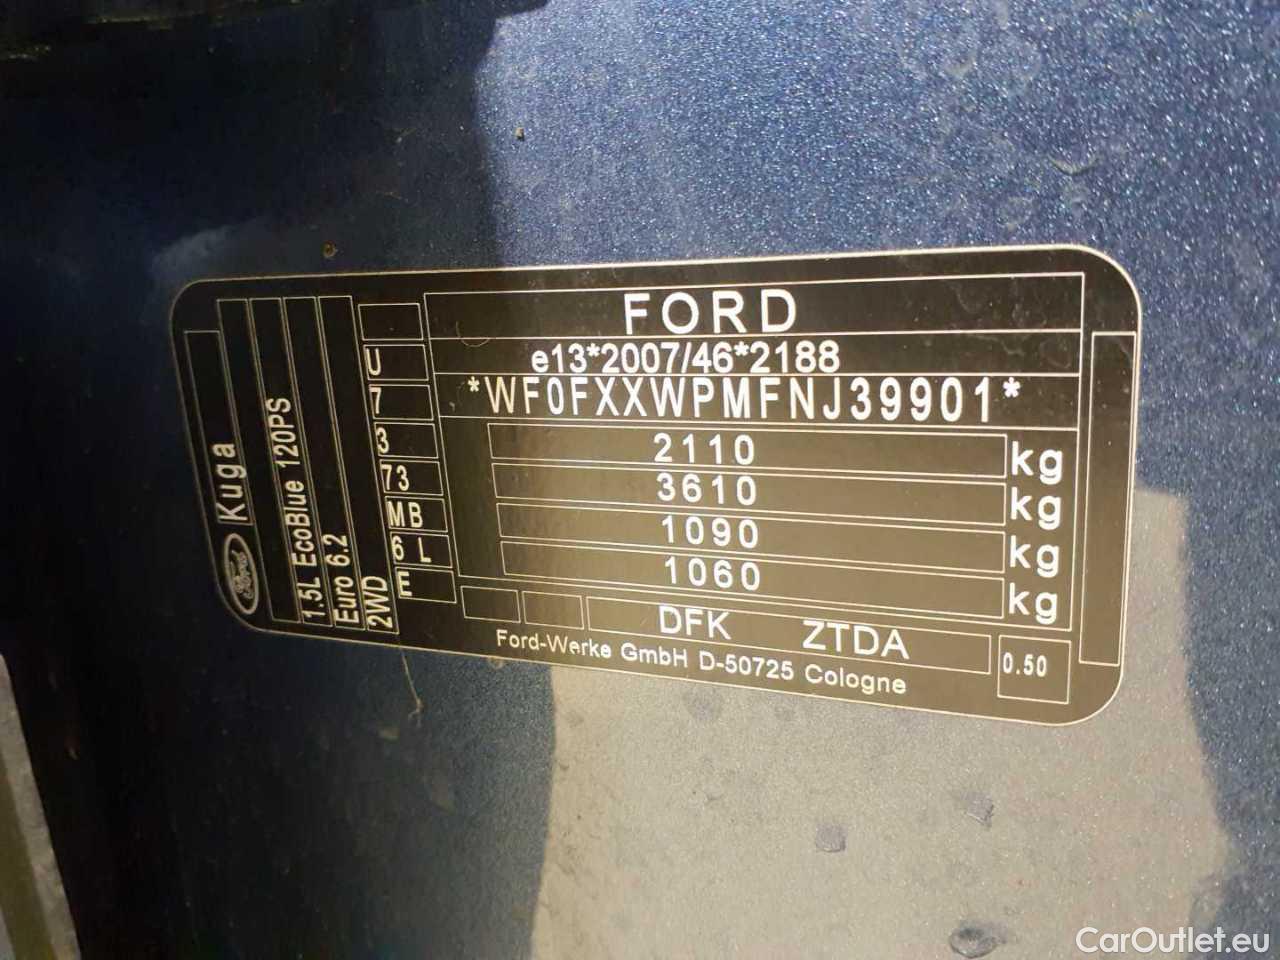 FORD
e13*2007/46*2188
*WF0FXXWPMFNJ39901*
2110 kg
3610 kg
1090 kg
1060 kg
DFK ZTDA
0.50
Ford-Werke GmbH D-50725 Cologne
U
7
3
73
MB
6 L
E
Ford Kuga
1.5L EcoBlue 120PS
Euro 6.2
2WD
CarOutlet.eu